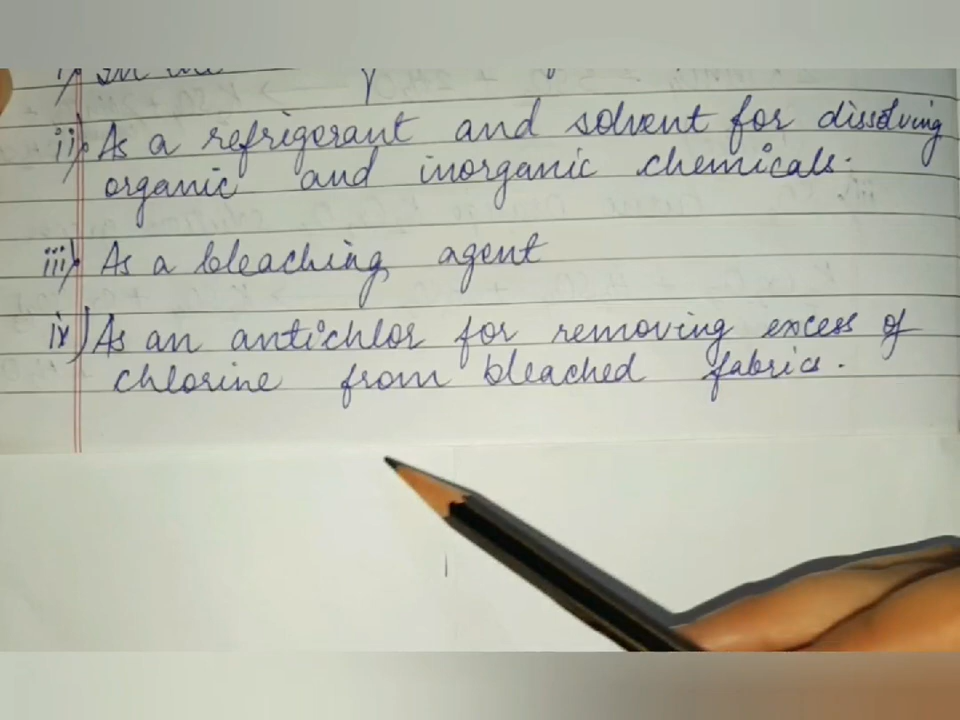 ii) As a refrigerant and solvent for dissolving
organic and inorganic chemicals.
iii) As a bleaching agent
iv) As an antichlor for removing excess of
chlorine from bleached fabrics.